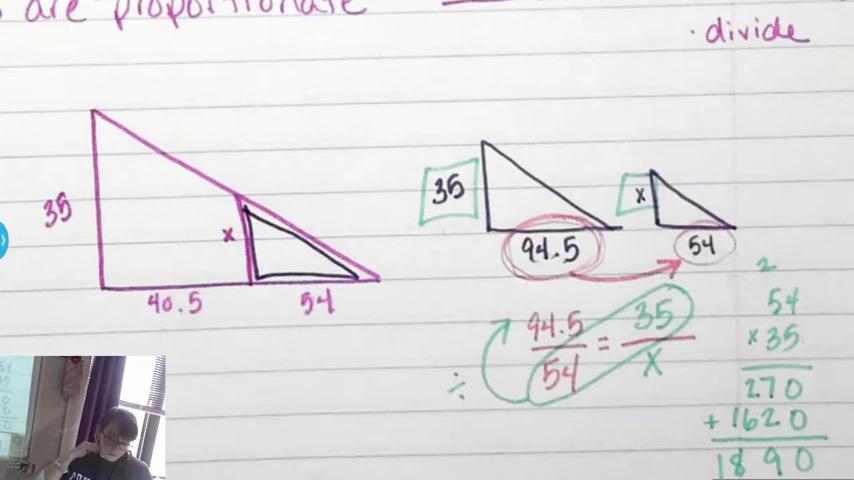 are proportionate
· divide
35
x
40.5
54
35
94.5
x
54
94.5
54
=
35
x
÷
2
54
x 35
270
+ 1620
1890